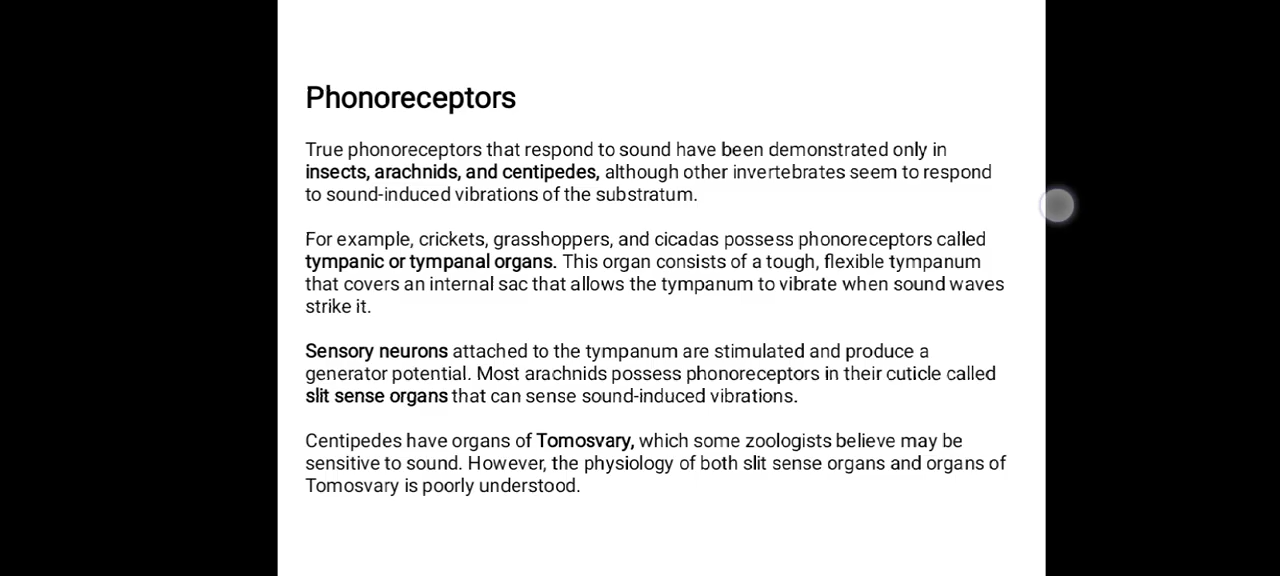 Phonoreceptors
True phonoreceptors that respond to sound have been demonstrated only in
insects, arachnids, and centipedes, although other invertebrates seem to respond
to sound-induced vibrations of the substratum.
For example, crickets, grasshoppers, and cicadas possess phonoreceptors called
tympanic or tympanal organs. This organ consists of a tough, flexible tympanum
that covers an internal sac that allows the tympanum to vibrate when sound waves
strike it.
Sensory neurons attached to the tympanum are stimulated and produce a
generator potential. Most arachnids possess phonoreceptors in their cuticle called
slit sense organs that can sense sound-induced vibrations.
Centipedes have organs of Tomosvary, which some zoologists believe may be
sensitive to sound. However, the physiology of both slit sense organs and organs of
Tomosvary is poorly understood.